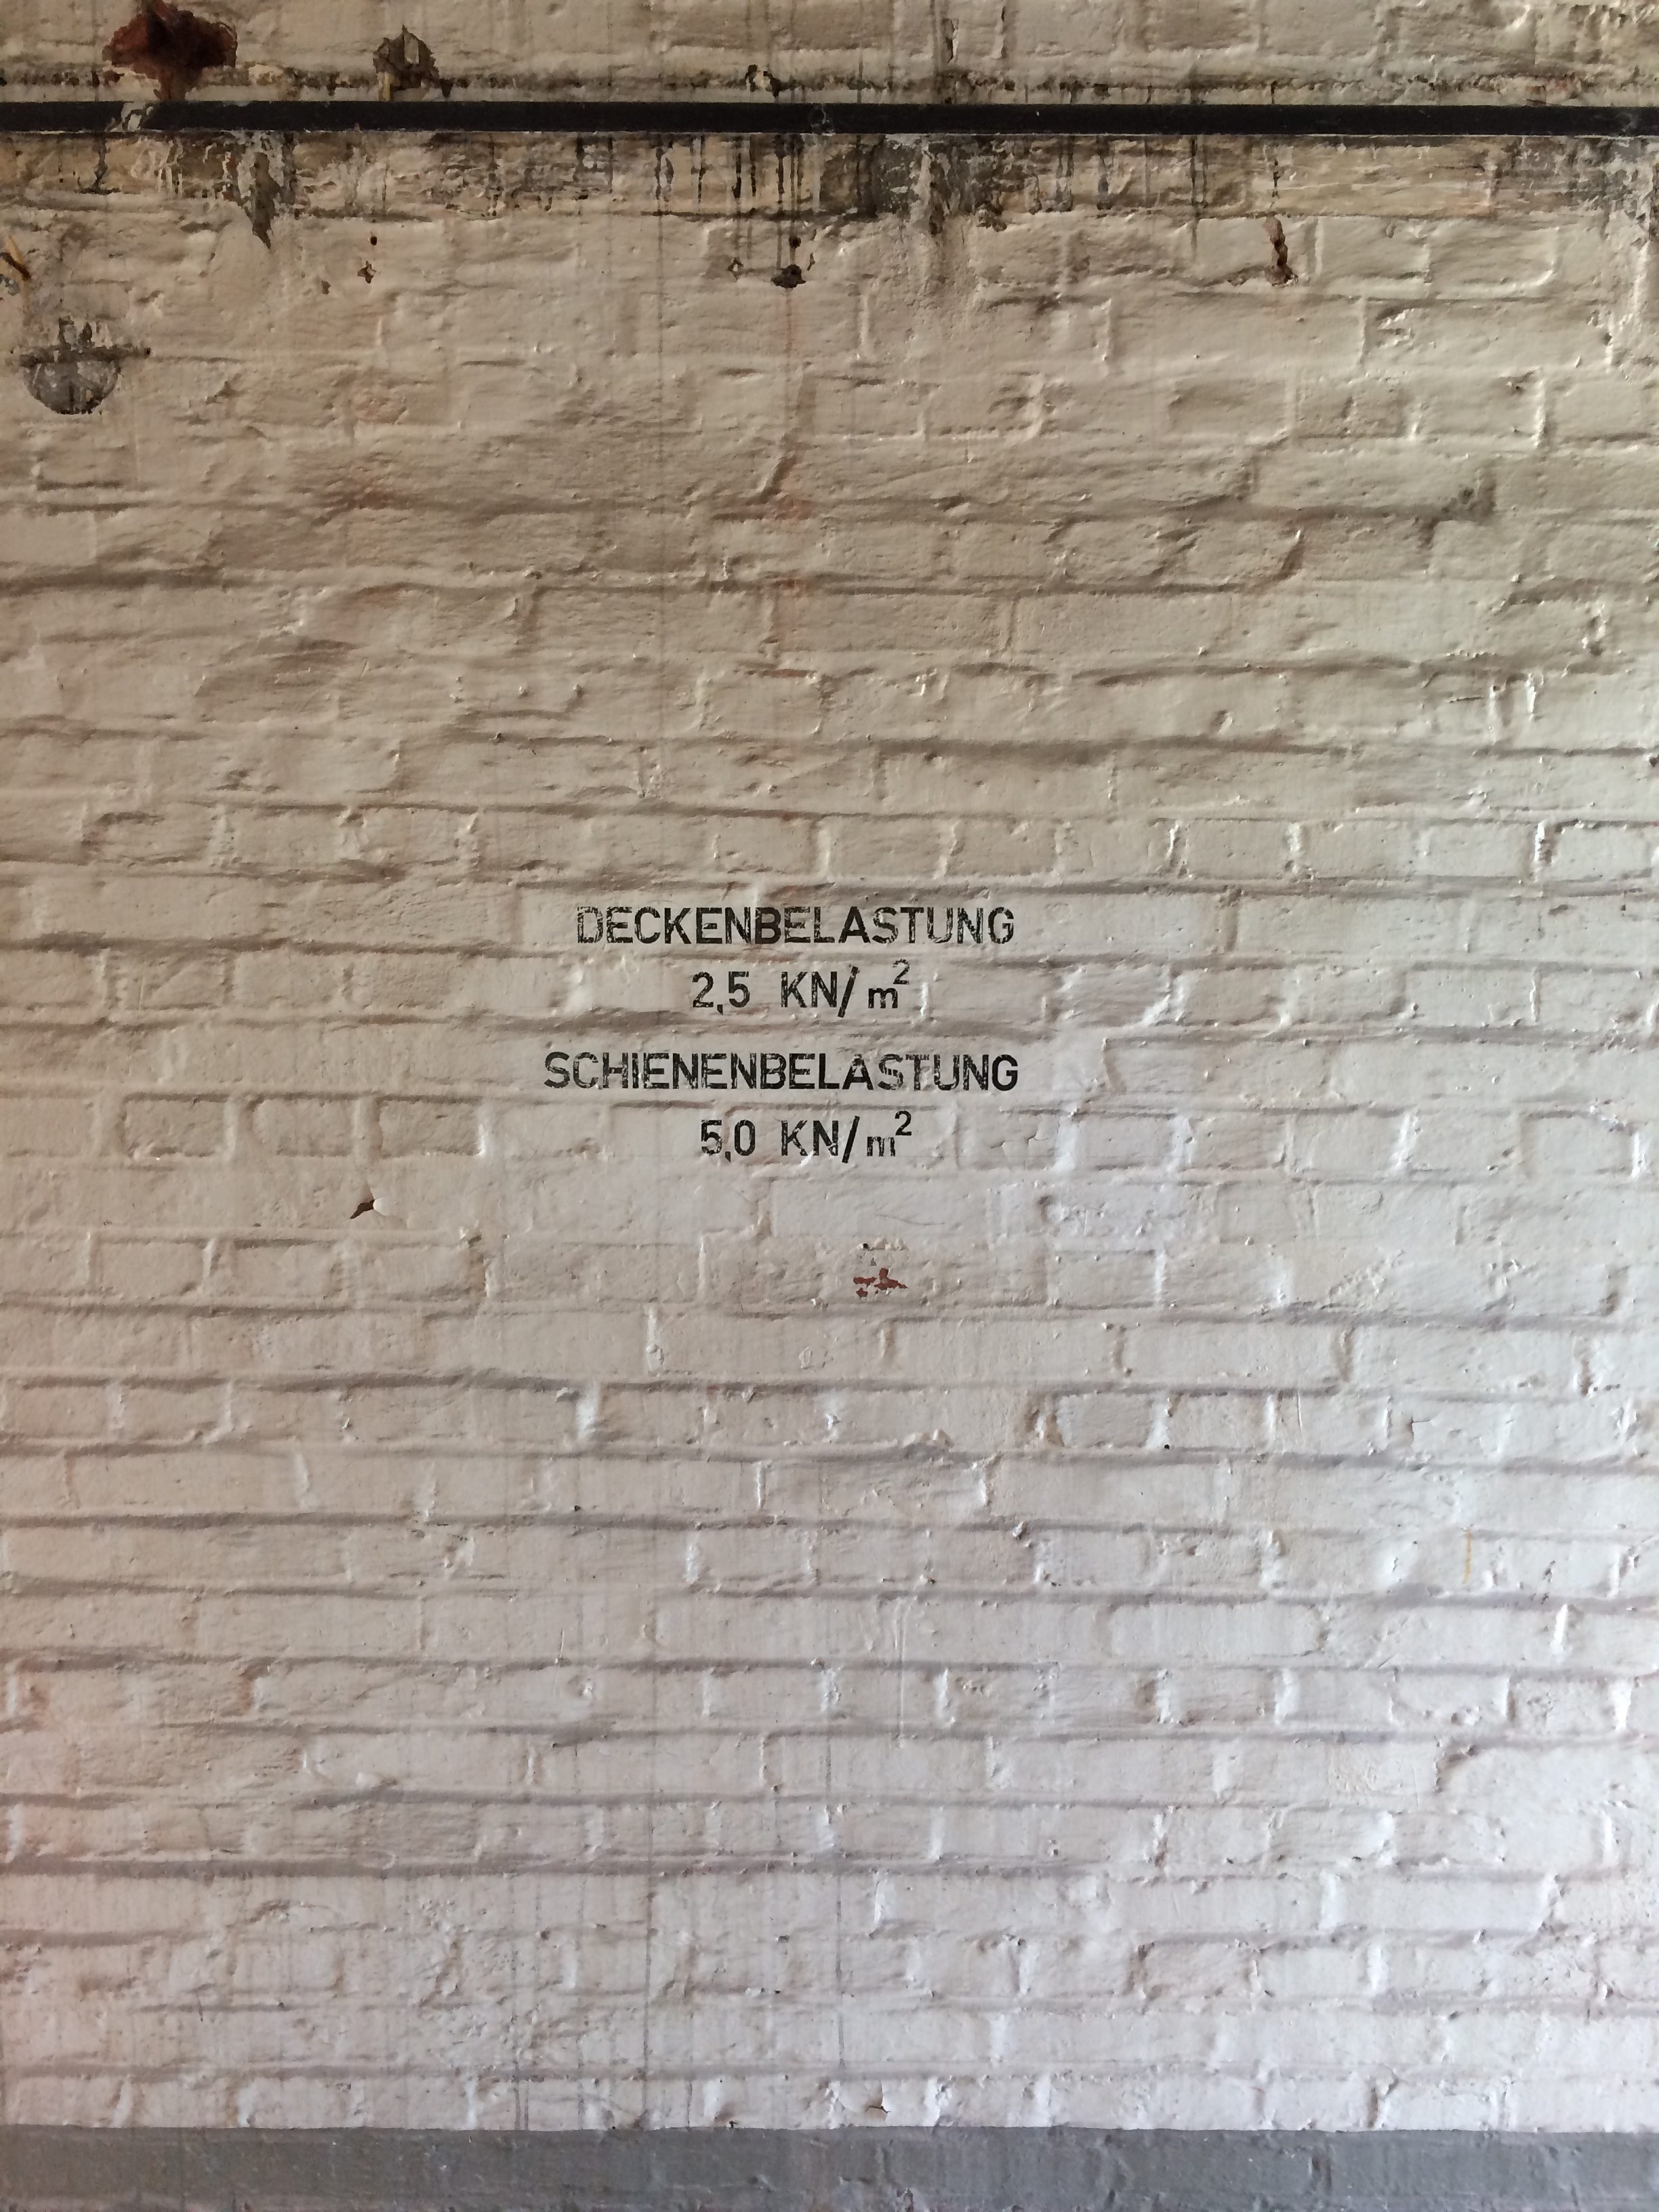 DECKENBELASTUNG
2,5 KN/m²
SCHIENENBELASTUNG
5,0 KN/m²